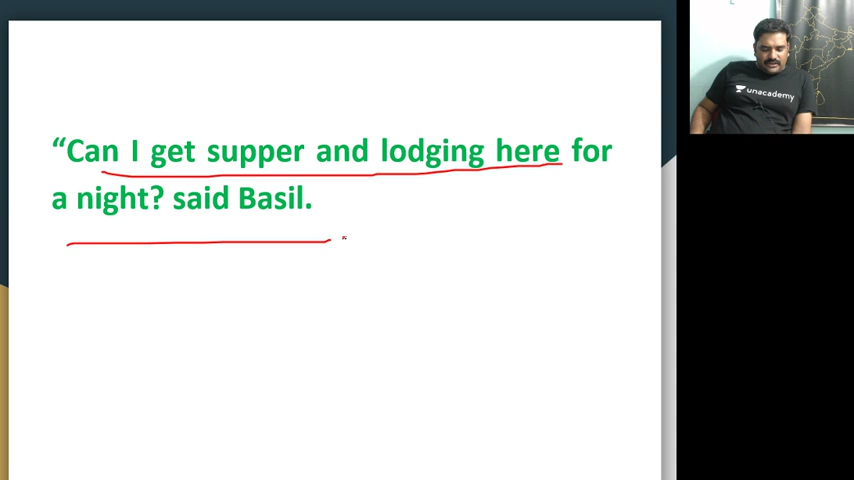 “Can I get supper and lodging here for
a night? said Basil.
unacademy